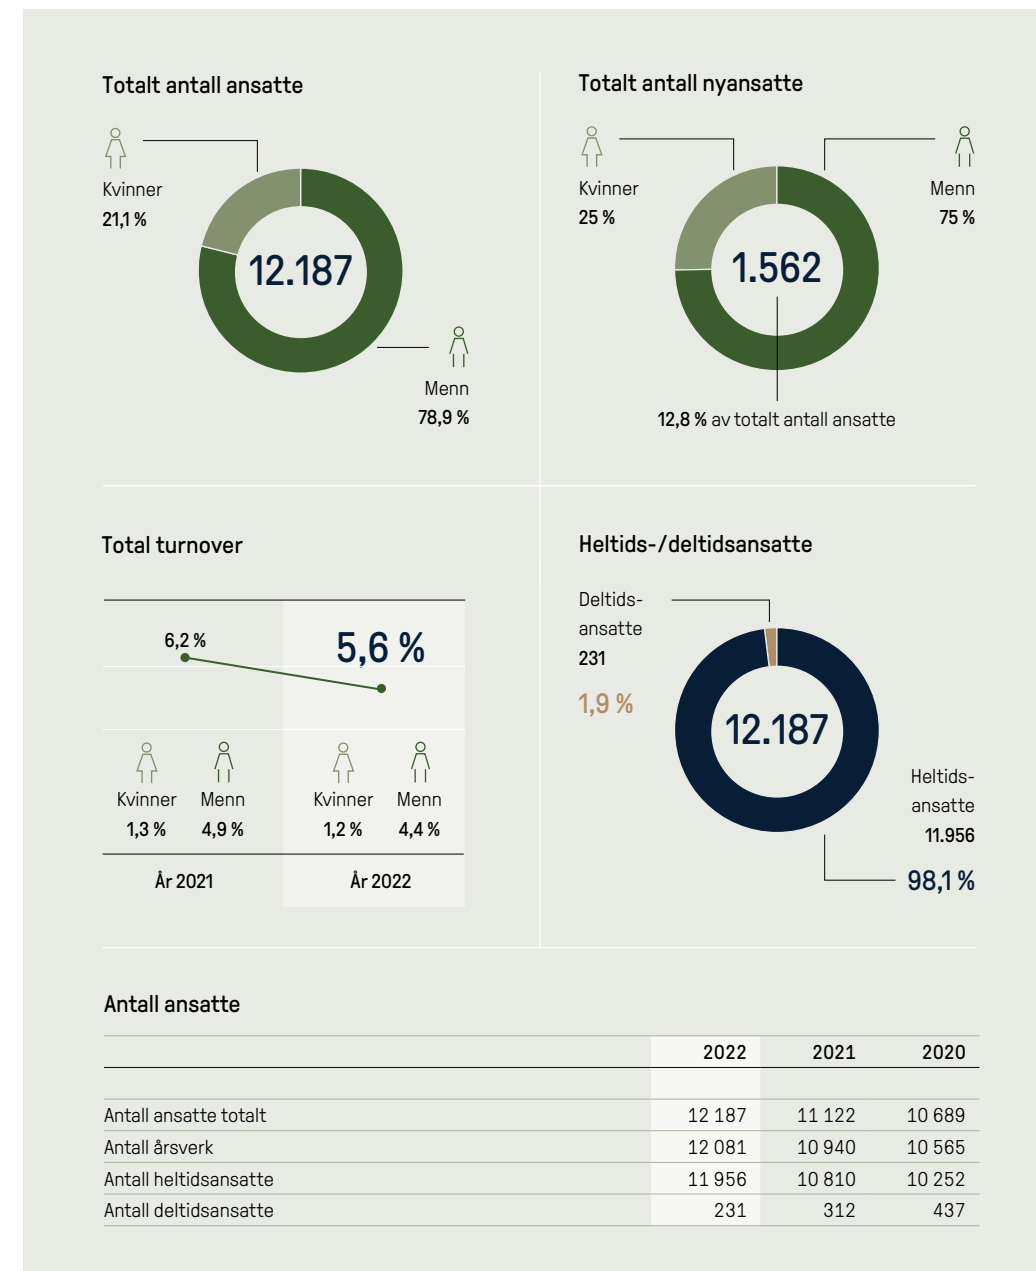 Totalt antall ansatte
Kvinner
21,1 %
12.187
Menn
78,9 %
Totalt antall nyansatte
Kvinner
25 %
Menn
75 %
1.562
12,8 % av totalt antall ansatte
Total turnover
6,2 %
5,6 %
Kvinner Menn Kvinner Menn
1,3 % 4,9 % 1,2 % 4,4 %
År 2021 År 2022
Heltids-/deltidsansatte
Deltids-
ansatte
231
1,9 %
12.187
Heltids-
ansatte
11.956
98,1 %
Antall ansatte
2022 2021 2020
Antall ansatte totalt 12 187 11 122 10 689
Antall årsverk 12 081 10 940 10 565
Antall heltidsansatte 11 956 10 810 10 252
Antall deltidsansatte 231 312 437